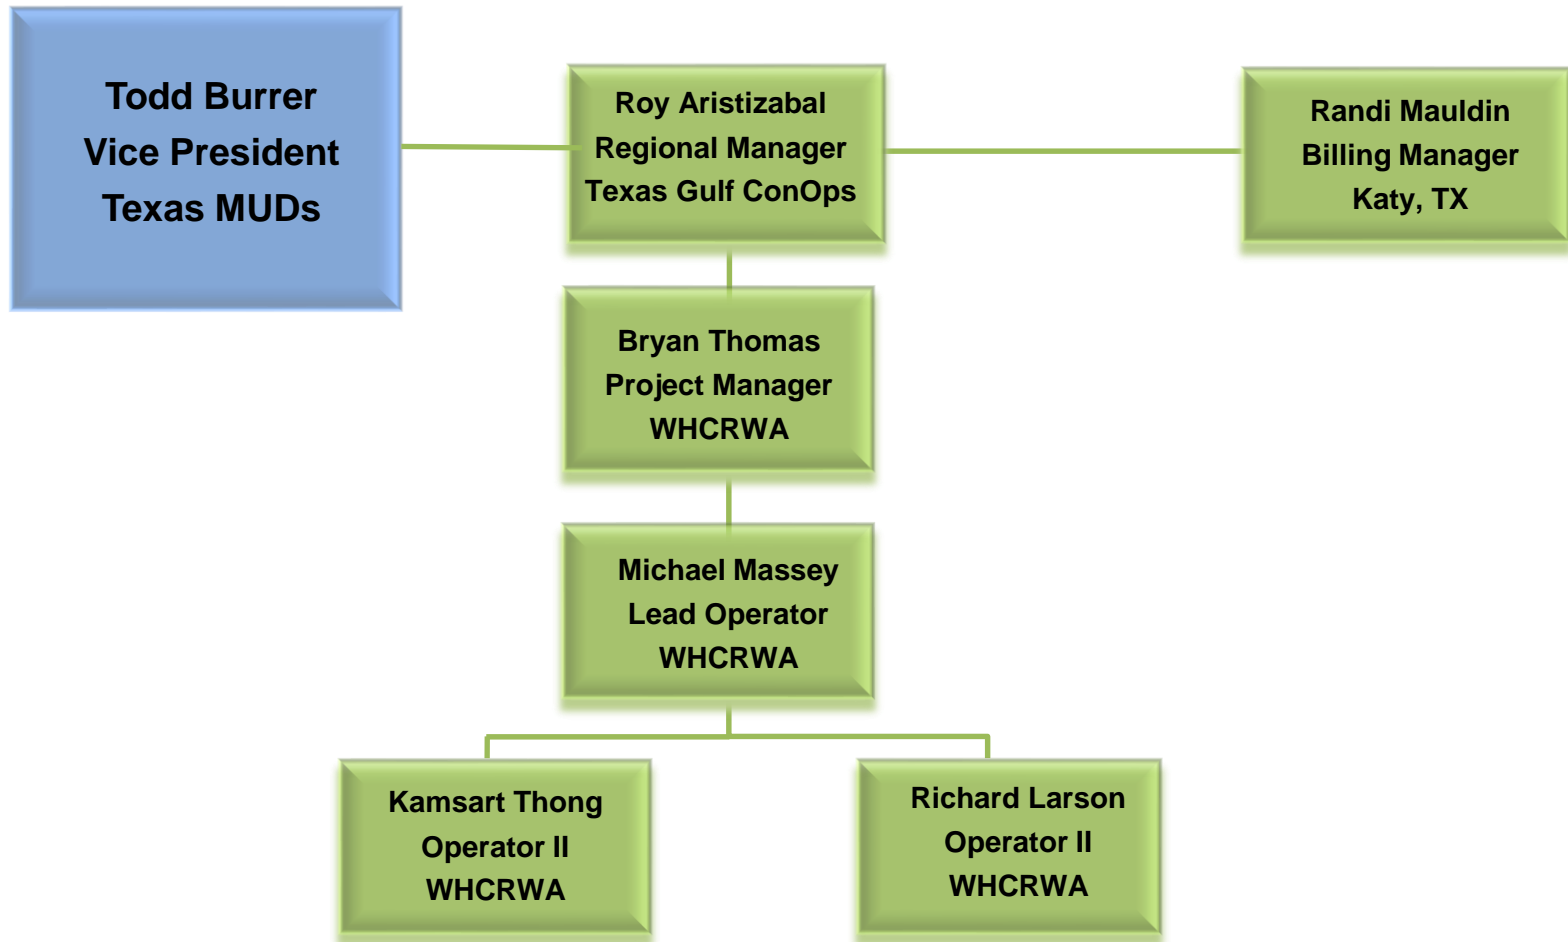 Todd Burrer
Vice President
Texas MUDs
Roy Aristizabal
Regional Manager
Texas Gulf ConOps
Randi Mauldin
Billing Manager
Katy, TX
Bryan Thomas
Project Manager
WHCRWA
Michael Massey
Lead Operator
WHCRWA
Kamsart Thong
Operator II
WHCRWA
Richard Larson
Operator II
WHCRWA